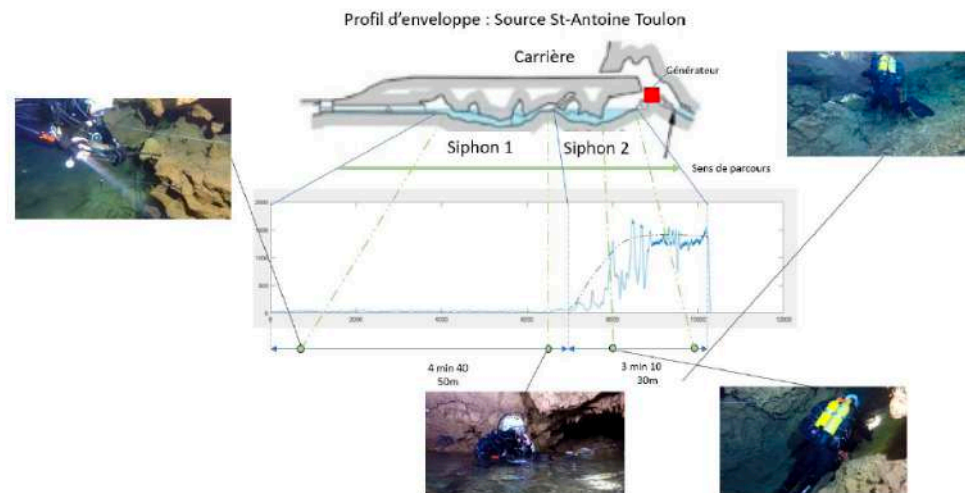 Profil d'enveloppe : Source St-Antoine Toulon
Carrière
Générateur
Siphon 1
Siphon 2
Sens de parcours
2000
1500
1000
500
0
0
2000
4000
6000
8000
10000
12000
4 min 40
50m
3 min 10
30m